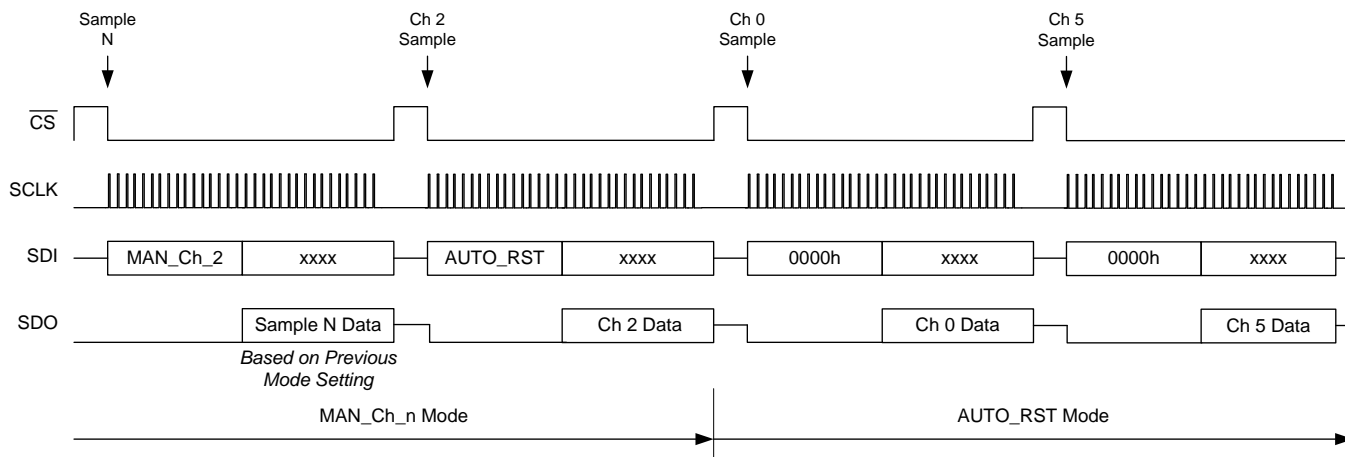 Sample
N
Ch 2
Sample
Ch 0
Sample
Ch 5
Sample
CS
SCLK
SDI
MAN_Ch_2
xxxx
AUTO_RST
xxxx
0000h
xxxx
0000h
xxxx
SDO
Sample N Data
Ch 2 Data
Ch 0 Data
Ch 5 Data
Based on Previous
Mode Setting
MAN_Ch_n Mode
AUTO_RST Mode